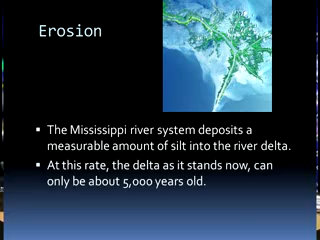 Erosion
The Mississippi river system deposits a
measurable amount of silt into the river delta.
At this rate, the delta as it stands now, can
only be about 5,000 years old.